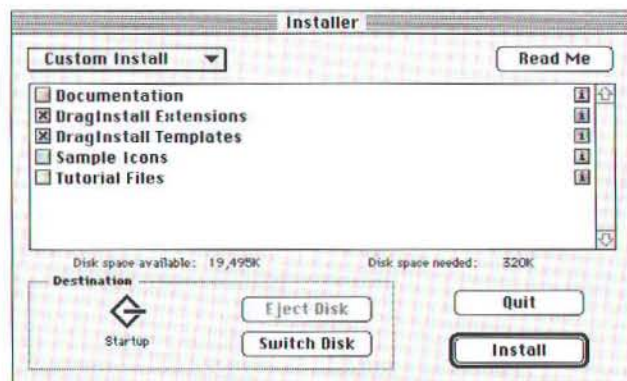 Installer
Custom Install
Read Me
Documentation
DragInstall Extensions
DragInstall Templates
Sample Icons
Tutorial Files
Disk space available: 19,495K Disk space needed: 320K
Destination
Startup
Eject Disk
Switch Disk
Quit
Install